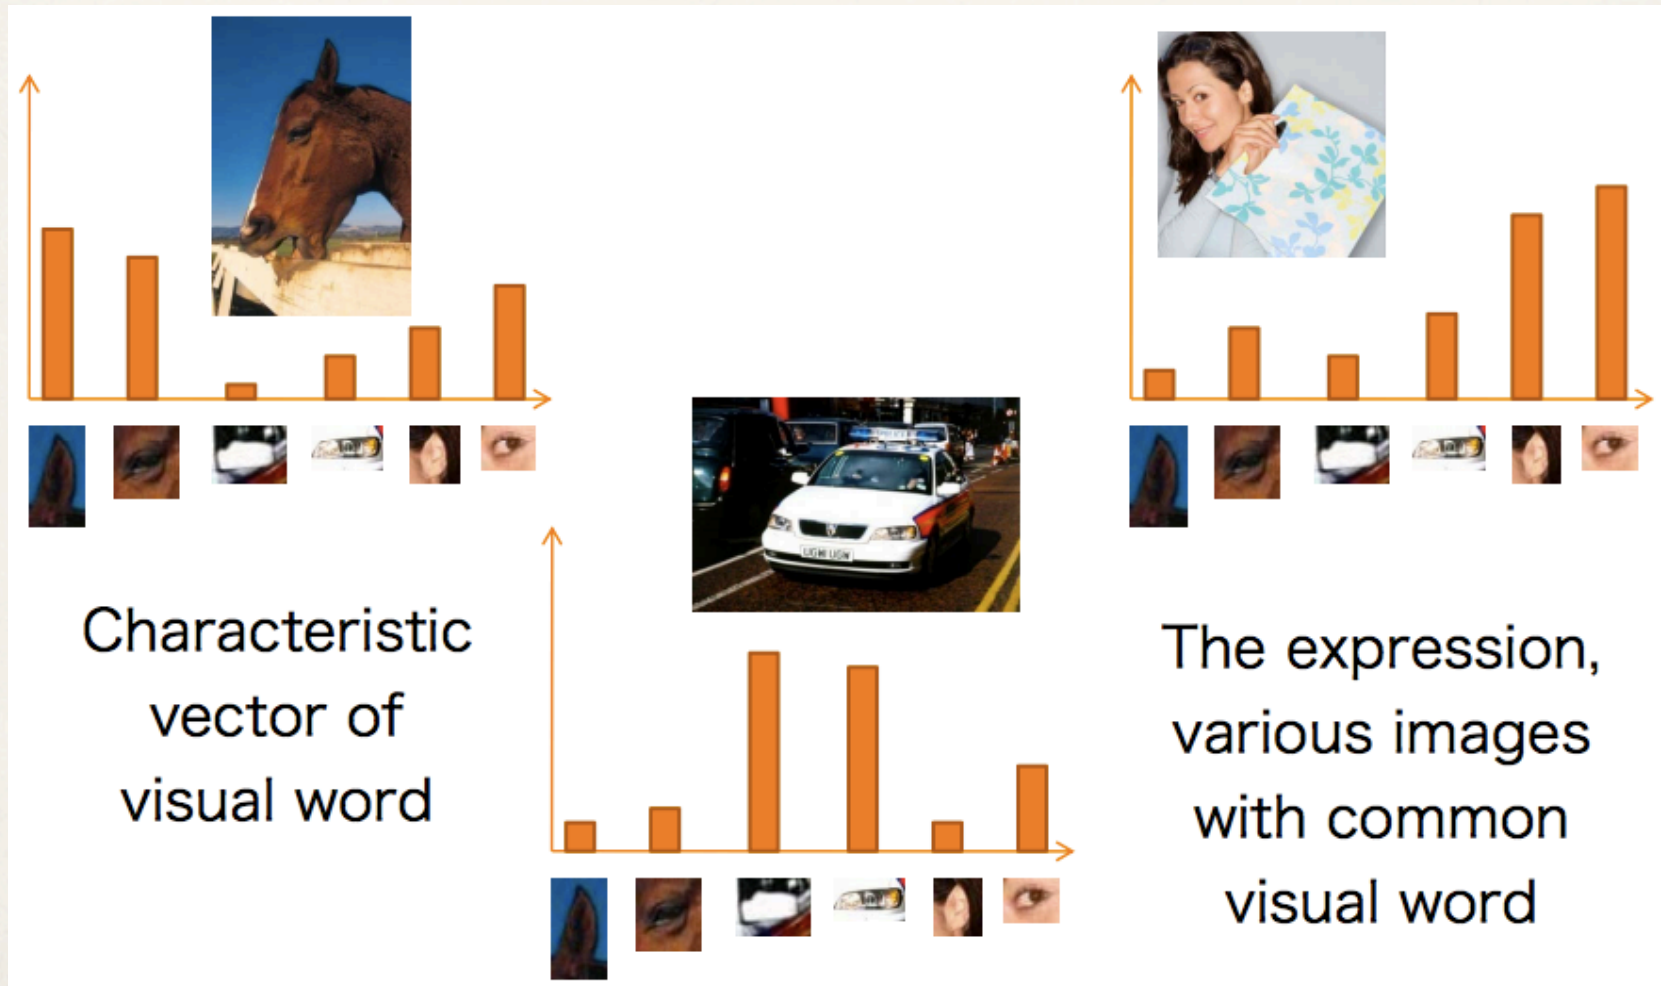 Characteristic
vector of
visual word
The expression,
various images
with common
visual word